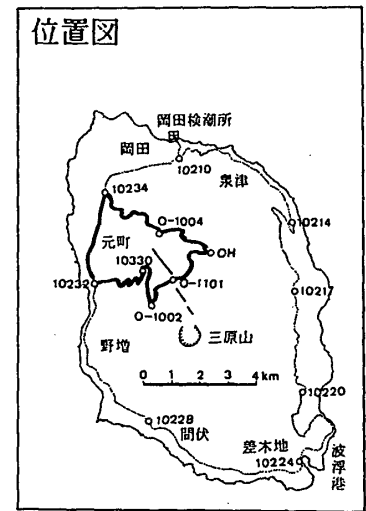 位置図
岡田検潮所
岡田
10210
泉津
10234
O-1004
10214
元町
OH
10330
10232
O-1101
10217
O-1002
三原山
野増
0 1 2 3 4 km
10220
10228
間伏
差木地
10224
波浮港